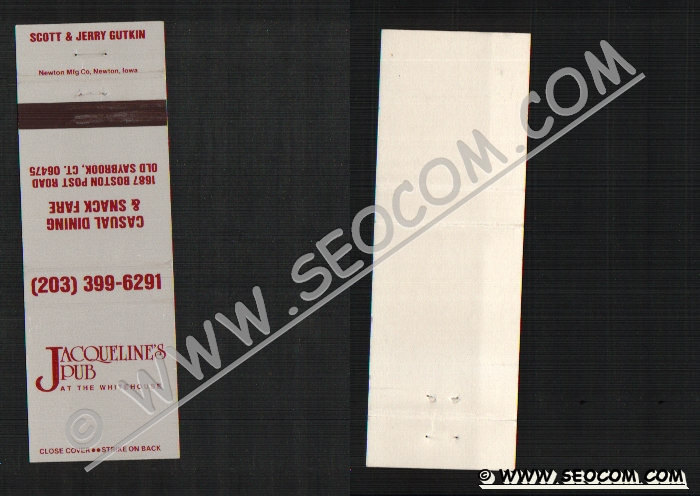 SCOTT & JERRY GUTKIN
Newton Mfg Co, Newton, Iowa
1687 BOSTON POST ROAD
OLD SAYBROOK, CT. 06475
CASUAL DINING
& SNACK FARE
(203) 399-6291
JACQUELINE'S
PUB
AT THE WHITEHOUSE
CLOSE COVER●●STRIKE ON BACK
© WWW.SEOCOM.COM
© WWW.SEOCOM.COM